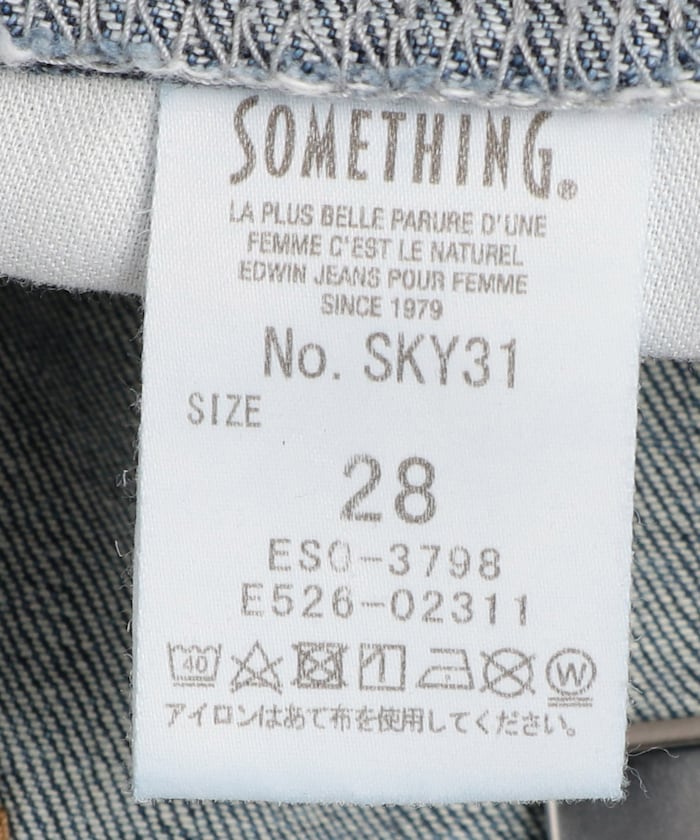 SOMETHING®
LA PLUS BELLE PARURE D'UNE
FEMME C'EST LE NATUREL
EDWIN JEANS POUR FEMME
SINCE 1979
No. SKY31
SIZE
28
ESO-3798
E526-02311
40 W
アイロンはあて布を使用してください。